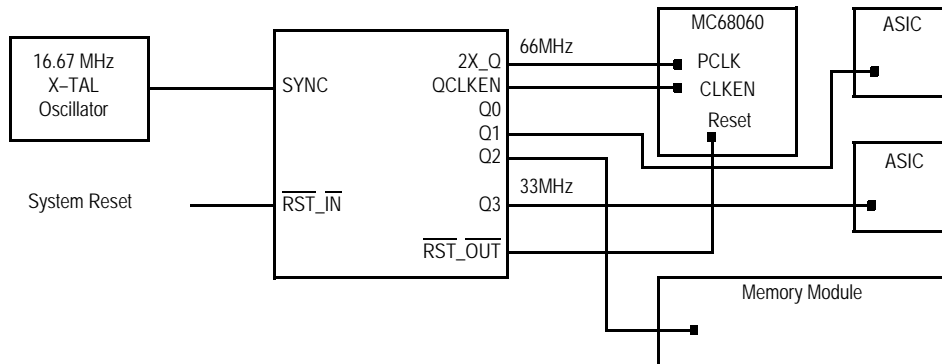 16.67 MHz
X–TAL
Oscillator
System Reset
SYNC
RST_IN
2X_Q
QCLKEN
Q0
Q1
Q2
Q3
RST_OUT
66MHz
33MHz
MC68060
PCLK
CLKEN
Reset
ASIC
ASIC
Memory Module